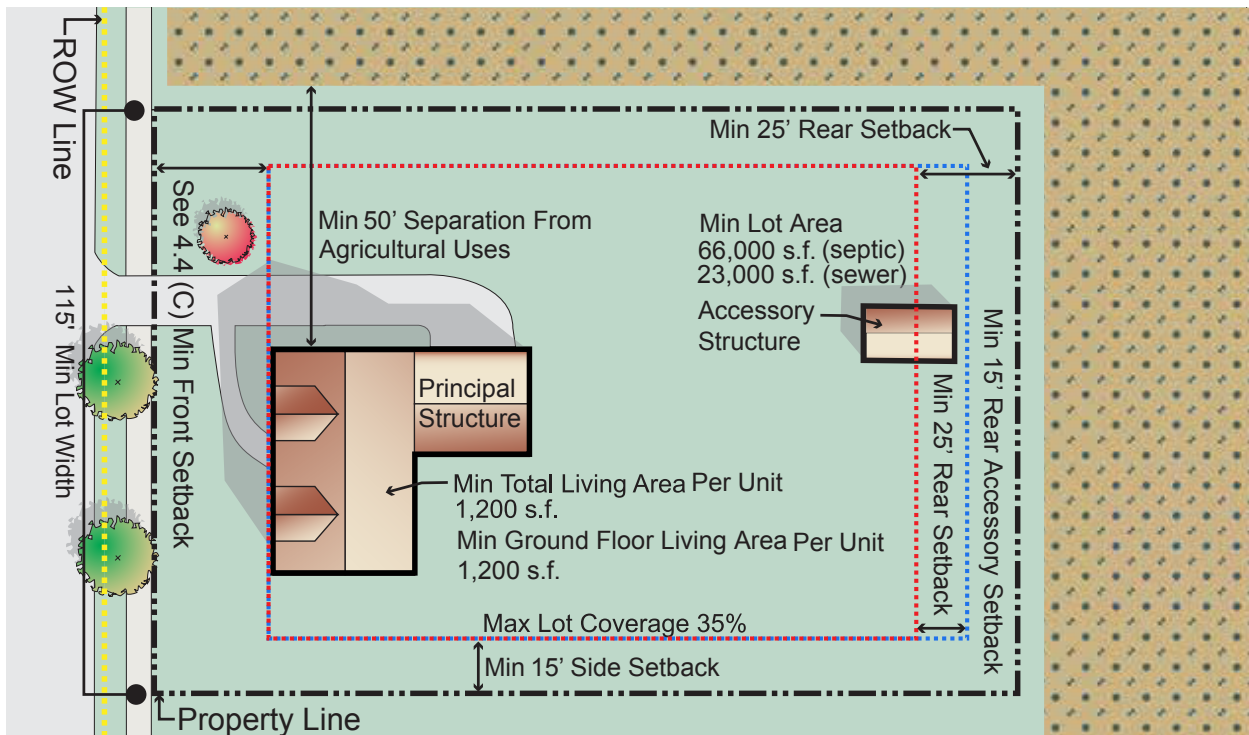 ROW Line
115' Min Lot Width
See 4.4 (C) Min Front Setback
Min 25' Rear Setback
Min 50' Separation From
Agricultural Uses
Min Lot Area
66,000 s.f. (septic)
23,000 s.f. (sewer)
Accessory
Structure
Principal
Structure
Min Total Living Area Per Unit
1,200 s.f.
Min Ground Floor Living Area Per Unit
1,200 s.f.
Min 25' Rear Setback
Min 15' Rear Accessory Setback
Max Lot Coverage 35%
Min 15' Side Setback
Property Line